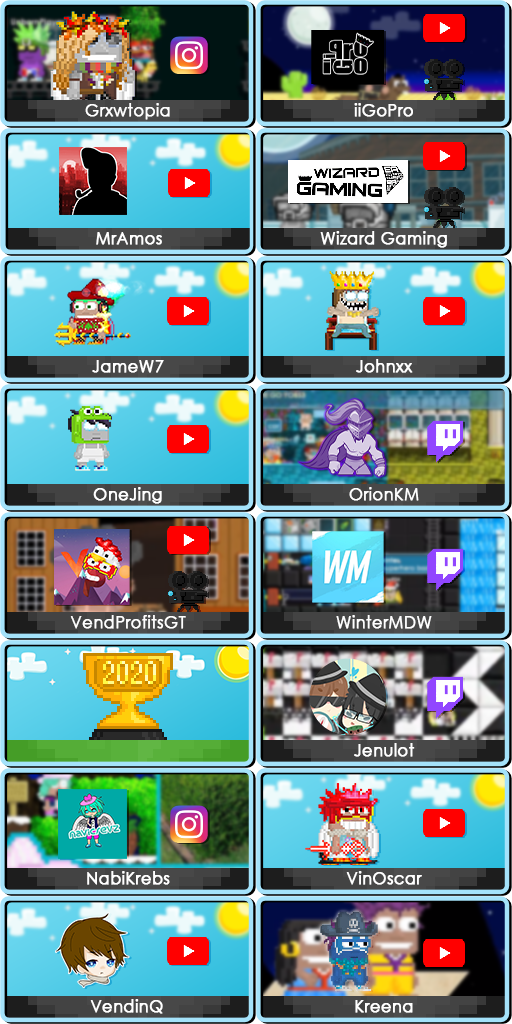 Grxwtopia
iiGoPro
MrAmos
WIZARD
GAMING
Wizard Gaming
JameW7
Johnxx
OneJing
OrionKM
VendProfitsGT
WM
WinterMDW
2020
Jenulot
NabiKrebs
VinOscar
VendinQ
Kreena